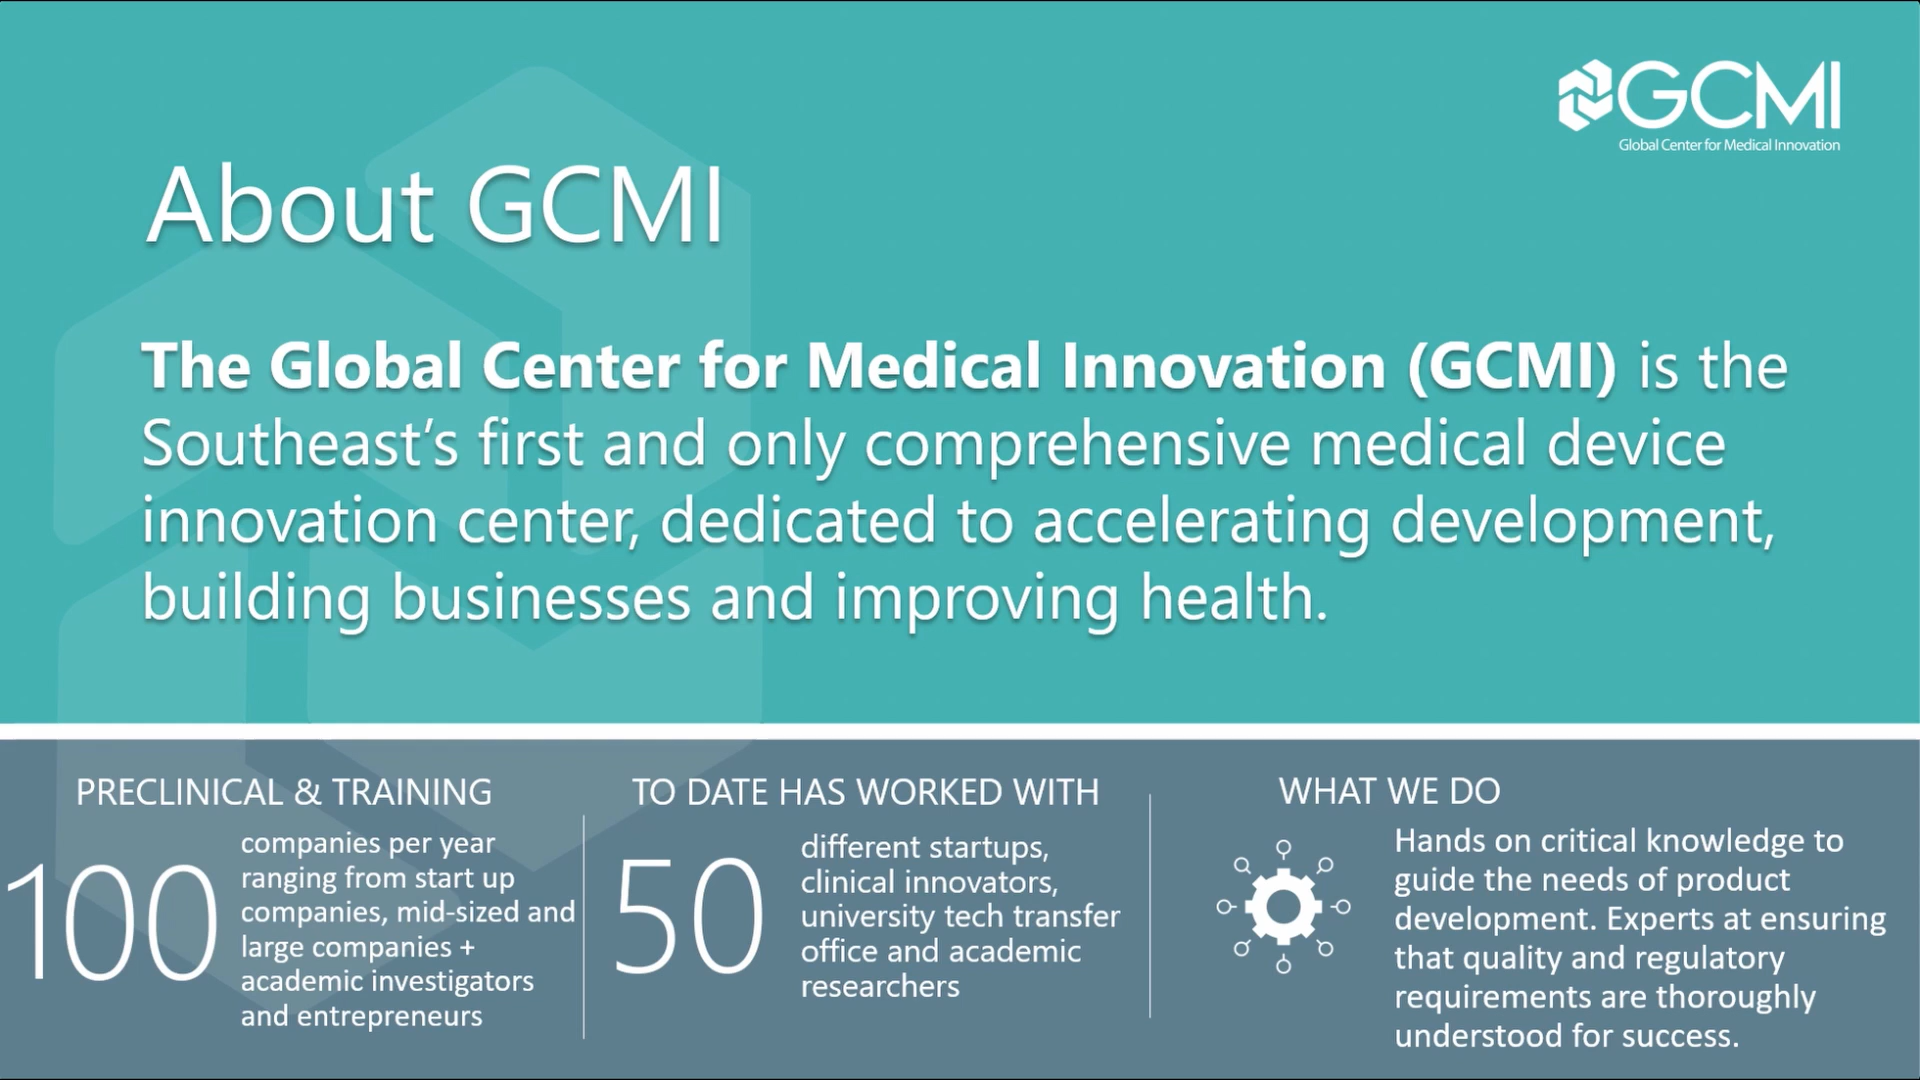 GCMI
Global Center for Medical Innovation
About GCMI
The Global Center for Medical Innovation (GCMI) is the
Southeast’s first and only comprehensive medical device
innovation center, dedicated to accelerating development,
building businesses and improving health.
PRECLINICAL & TRAINING
100
companies per year
ranging from start up
companies, mid-sized and
large companies +
academic investigators
and entrepreneurs
TO DATE HAS WORKED WITH
50
different startups,
clinical innovators,
university tech transfer
office and academic
researchers
WHAT WE DO
Hands on critical knowledge to
guide the needs of product
development. Experts at ensuring
that quality and regulatory
requirements are thoroughly
understood for success.